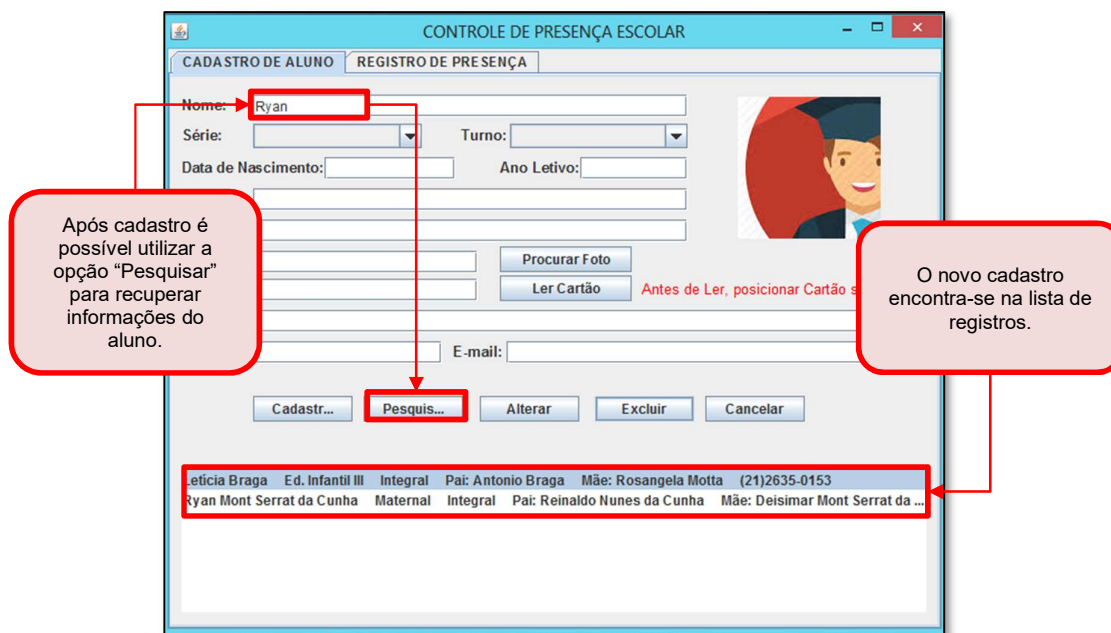 CONTROLE DE PRESENÇA ESCOLAR
CADASTRO DE ALUNO
REGISTRO DE PRESENÇA
Nome: Ryan
Série:
Turno:
Data de Nascimento:
Ano Letivo:
Procurar Foto
Ler Cartão
Antes de Ler, posicionar Cartão s
E-mail:
Cadastr...
Pesquis...
Alterar
Excluir
Cancelar
Letícia Braga Ed. Infantil III Integral Pai: Antonio Braga Mãe: Rosangela Motta (21)2635-0153
Ryan Mont Serrat da Cunha Maternal Integral Pai: Reinaldo Nunes da Cunha Mãe: Deisimar Mont Serrat da ...
Após cadastro é
possível utilizar a
opção “Pesquisar”
para recuperar
informações do
aluno.
O novo cadastro
encontra-se na lista de
registros.